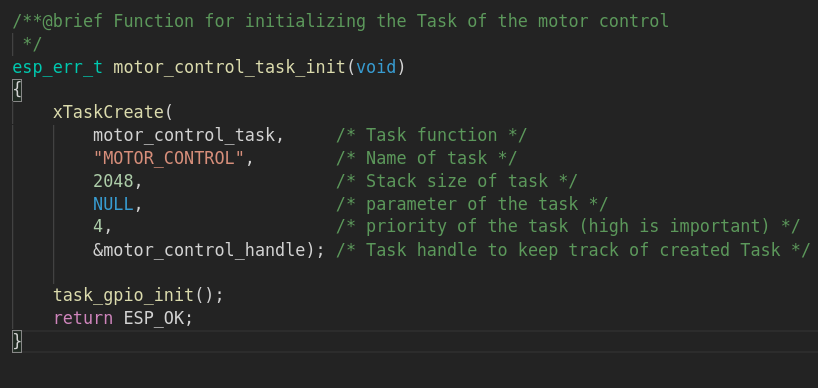 /**@brief Function for initializing the Task of the motor control
 */
esp_err_t motor_control_task_init(void)
{
    xTaskCreate(
        motor_control_task,     /* Task function */
        "MOTOR_CONTROL",        /* Name of task */
        2048,                   /* Stack size of task */
        NULL,                   /* parameter of the task */
        4,                      /* priority of the task (high is important) */
        &motor_control_handle); /* Task handle to keep track of created Task */

    task_gpio_init();
    return ESP_OK;
}